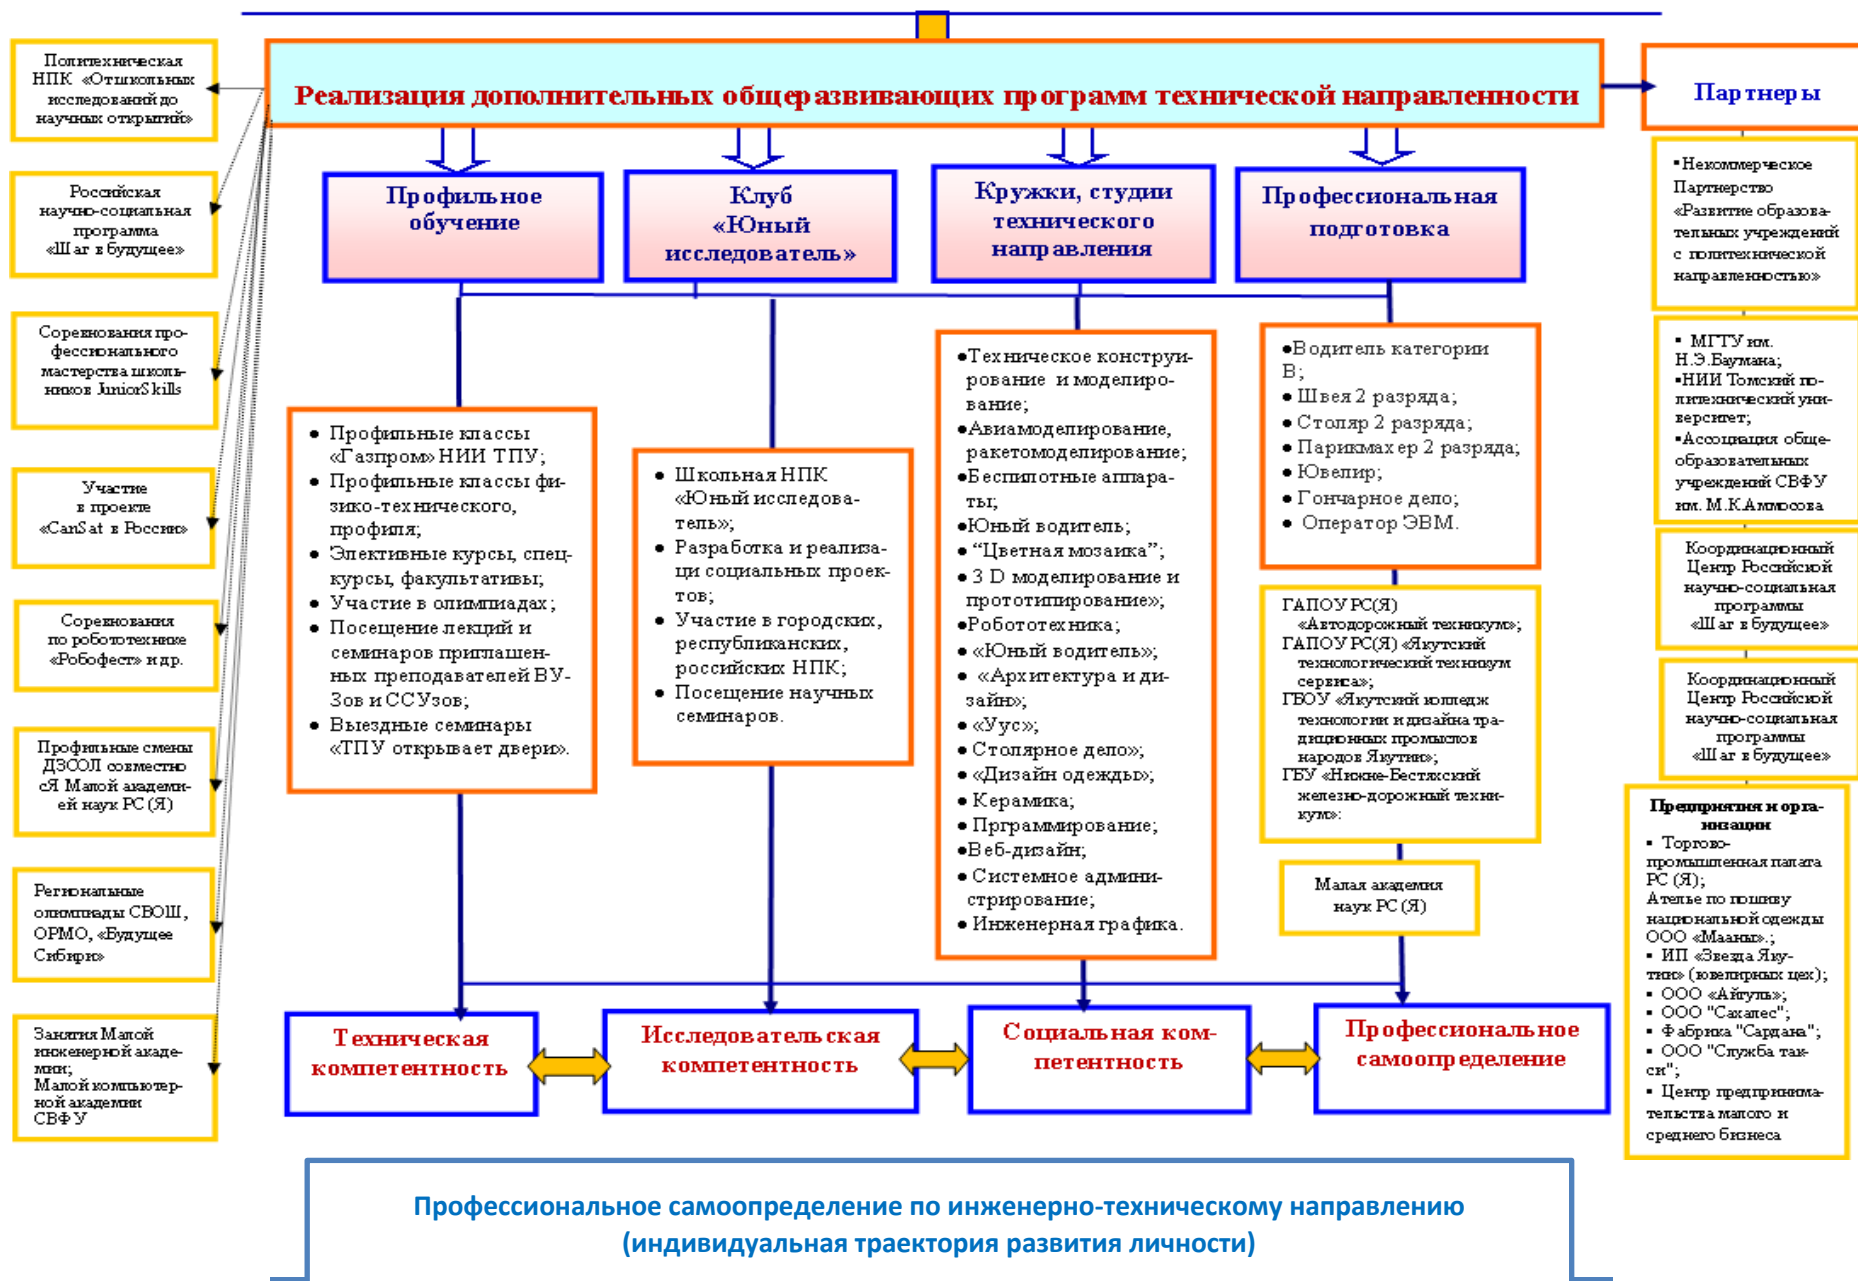 Реализация дополнительных общеразвивающих программ технической направленности
Политехническая
НПК «От школьных
исследований до
научных открытий»
Российская
научно-социальная
программа
«Шаг в будущее»
Соревнования про-
фессионального
мастерства школь-
ников JuniorSkills
Участие
в проекте
«CanSat в России»
Соревнования
по робототехнике
«Робофест» и др.
Профильные смены
ДЗСОЛ совместно
сЯ Малой академи-
ей наук РС (Я)
Региональные
олимпиады СВОШ,
ОРМО, «Будущее
Сибири»
Занятия Малой
инженерной акаде-
мии;
Малой компьютер-
ной академии
СВФУ
Профильное
обучение
● Профильные классы
«Газпром» НИИ ТПУ;
● Профильные классы фи-
зико-технического,
профиля;
● Элективные курсы, спец-
курсы, факультативы;
● Участие в олимпиадах;
● Посещение лекций и
семинаров приглашен-
ных преподавателей ВУ-
Зов и ССУзов;
● Выездные семинары
«ТПУ открывает двери».
Клуб
«Юный
исследователь»
● Школьная НПК
«Юный исследова-
тель»;
● Разработка и реализа-
ци социальных проек-
тов;
● Участие в городских,
республиканских,
российских НПК;
● Посещение научных
семинаров.
Кружки, студии
технического
направления
●Техническое конструи-
рование и моделиро-
вание;
●Авиамоделирование,
ракетомоделирование;
●Беспилотные аппара-
ты;
●Юный водитель;
● “Цветная мозаика”;
● 3 D моделирование и
прототипирование»;
●Робототехника;
● «Юный водитель»;
● «Архитектура и ди-
зайн»;
● «Уус»;
● Столярное дело»;
● «Дизайн одежды»;
● Керамика;
● Прграммирование;
●Веб-дизайн;
● Системное админи-
стрирование;
● Инженерная графика.
Профессиональная
подготовка
●Водитель категории
В;
● Швея 2 разряда;
● Столяр 2 разряда;
● Парикмахер 2 разряда;
● Ювелир;
● Гончарное дело;
● Оператор ЭВМ.
ГАПОУ РС(Я)
«Автодорожный техникум»;
ГАПОУ РС(Я) «Якутский
технологический техникум
сервиса»;
ГБОУ «Якутский колледж
технологии и дизайна тра-
диционных промыслов
народов Якутии»;
ГБУ «Нижне-Бестяхский
железно-дорожный техни-
кум»:
Малая академия
наук РС (Я)
Партнеры
▪ Некоммерческое
Партнерство
«Развитие образова-
тельных учреждений
с политехнической
направленностью»
▪ МГТУ им.
Н.Э.Баумана;
▪НИИ Томский по-
литехнический уни-
верситет;
▪Ассоциация обще-
образовательных
учреждений СВФУ
им. М.К.Аммосова
Координационный
Центр Российской
научно-социальная
программы
«Шаг в будущее»
Координационный
Центр Российской
научно-социальная
программы
«Шаг в будущее»
Предприятия и орга-
низации
▪ Торгово-
промышленная палата
РС (Я);
Ателье по пошиву
национальной одежды
ООО «Мааны».;
▪ ИП «Звезда Яку-
тии» (ювелирных цех);
▪ ООО «Айгуль»;
▪ ООО "Сахалес";
▪ Фабрика "Сардана";
▪ ООО "Служба так-
си";
▪ Центр предпринима-
тельства малого и
среднего бизнеса
Техническая
компетентность
Исследовательская
компетентность
Социальная ком-
петентность
Профессиональное
самоопределение
Профессиональное самоопределение по инженерно-техническому направлению
(индивидуальная траектория развития личности)